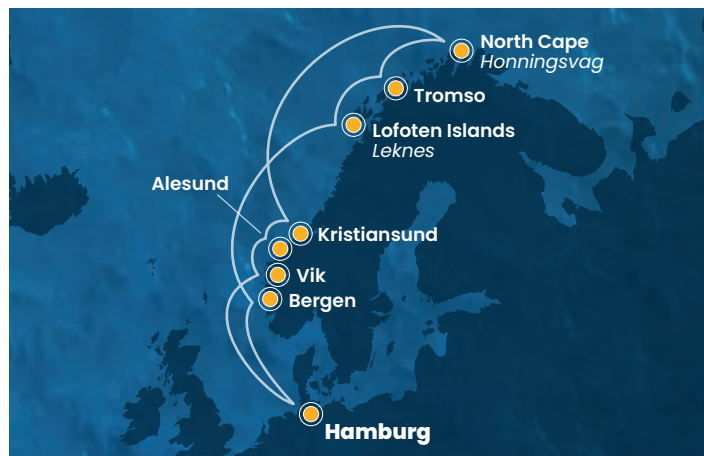 North Cape
Honningsvag
Tromso
Lofoten Islands
Leknes
Alesund
Kristiansund
Vik
Bergen
Hamburg